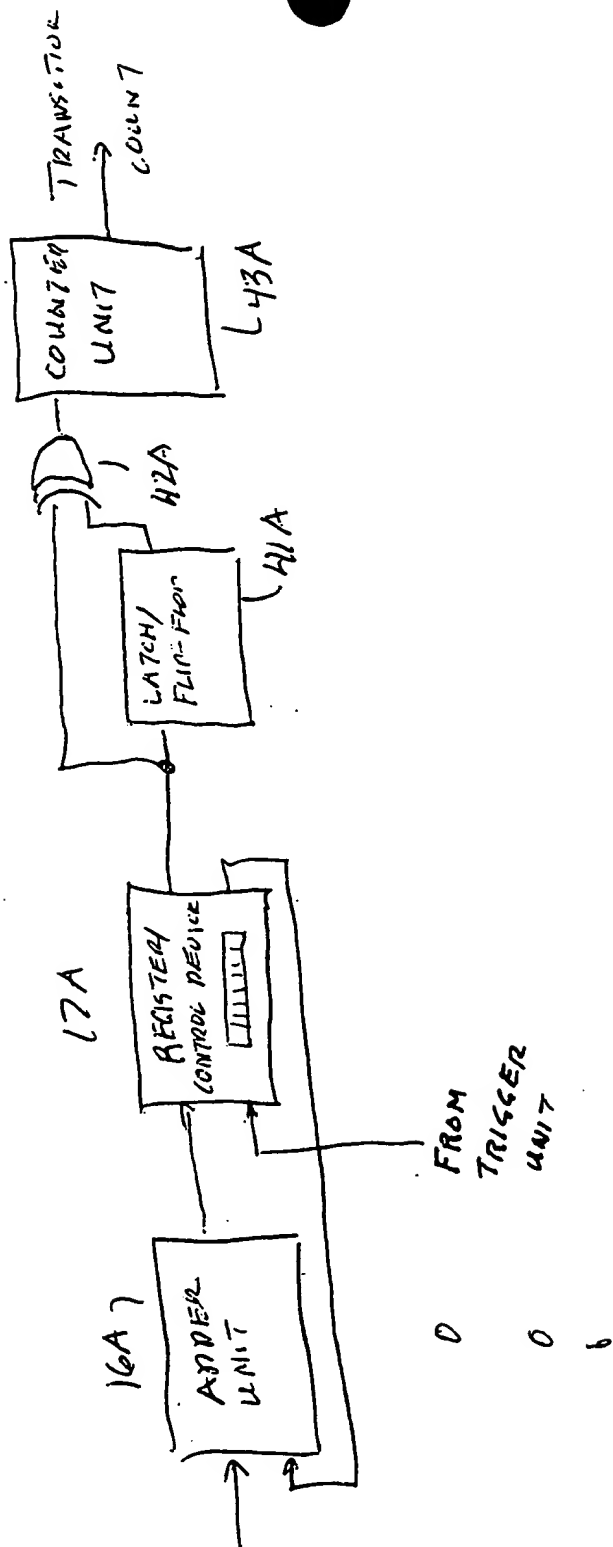 16A
ADDER
UNIT
17A
REGISTER/
CONTROL DEVICE
FROM
TRIGGER
UNIT
LATCH/
FLIP-FLOP
41A
42A
COUNTER
UNIT
43A
TRANSITION
COUNT